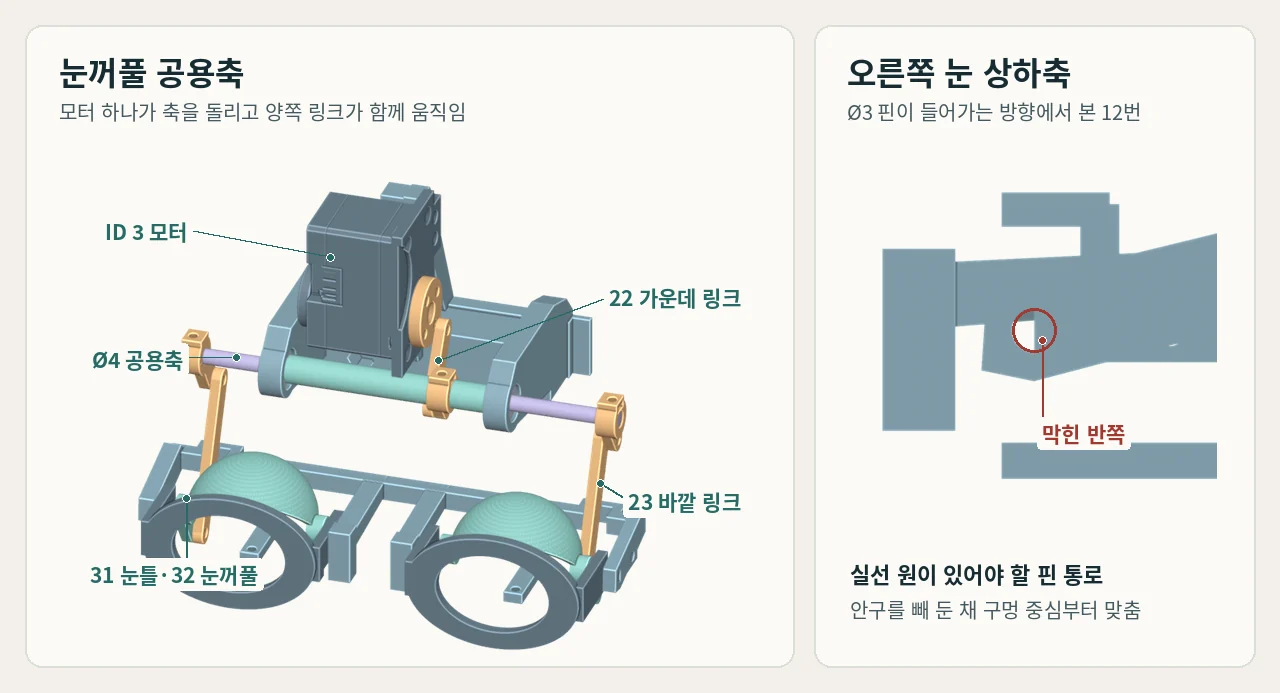 눈꺼풀 공용축
모터 하나가 축을 돌리고 양쪽 링크가 함께 움직임
ID 3 모터
22 가운데 링크
Ø4 공용축
23 바깥 링크
31 눈틀·32 눈꺼풀
오른쪽 눈 상하축
Ø3 핀이 들어가는 방향에서 본 12번
막힌 반쪽
실선 원이 있어야 할 핀 통로
안구를 빼 둔 채 구멍 중심부터 맞춤